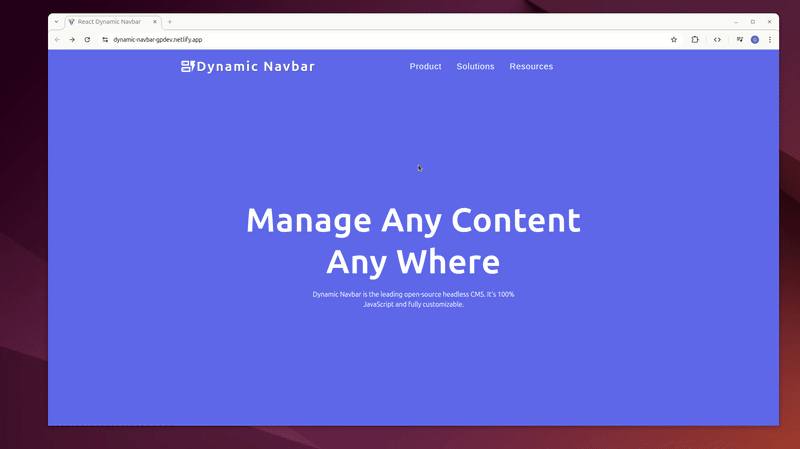 React Dynamic Navbar
dynamic-navbar-gpdev.netlify.app
Dynamic Navbar
Product Solutions Resources
Manage Any Content
Any Where
Dynamic Navbar is the leading open-source headless CMS. It's 100%
JavaScript and fully customizable.